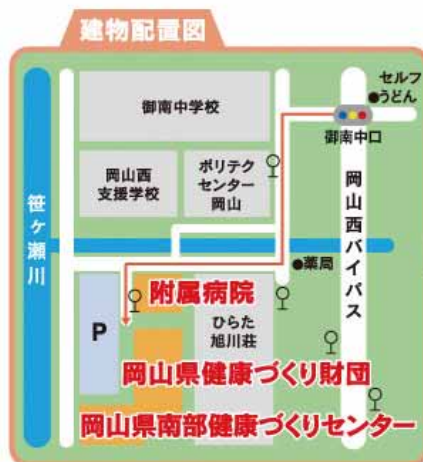 建物配置図
セルフ
うどん
御南中学校
御南中口
岡山西
支援学校
ポリテク
センター
岡山
岡山西バイパス
笹ヶ瀬川
薬局
附属病院
P
ひらた
旭川荘
岡山県健康づくり財団
岡山県南部健康づくりセンター